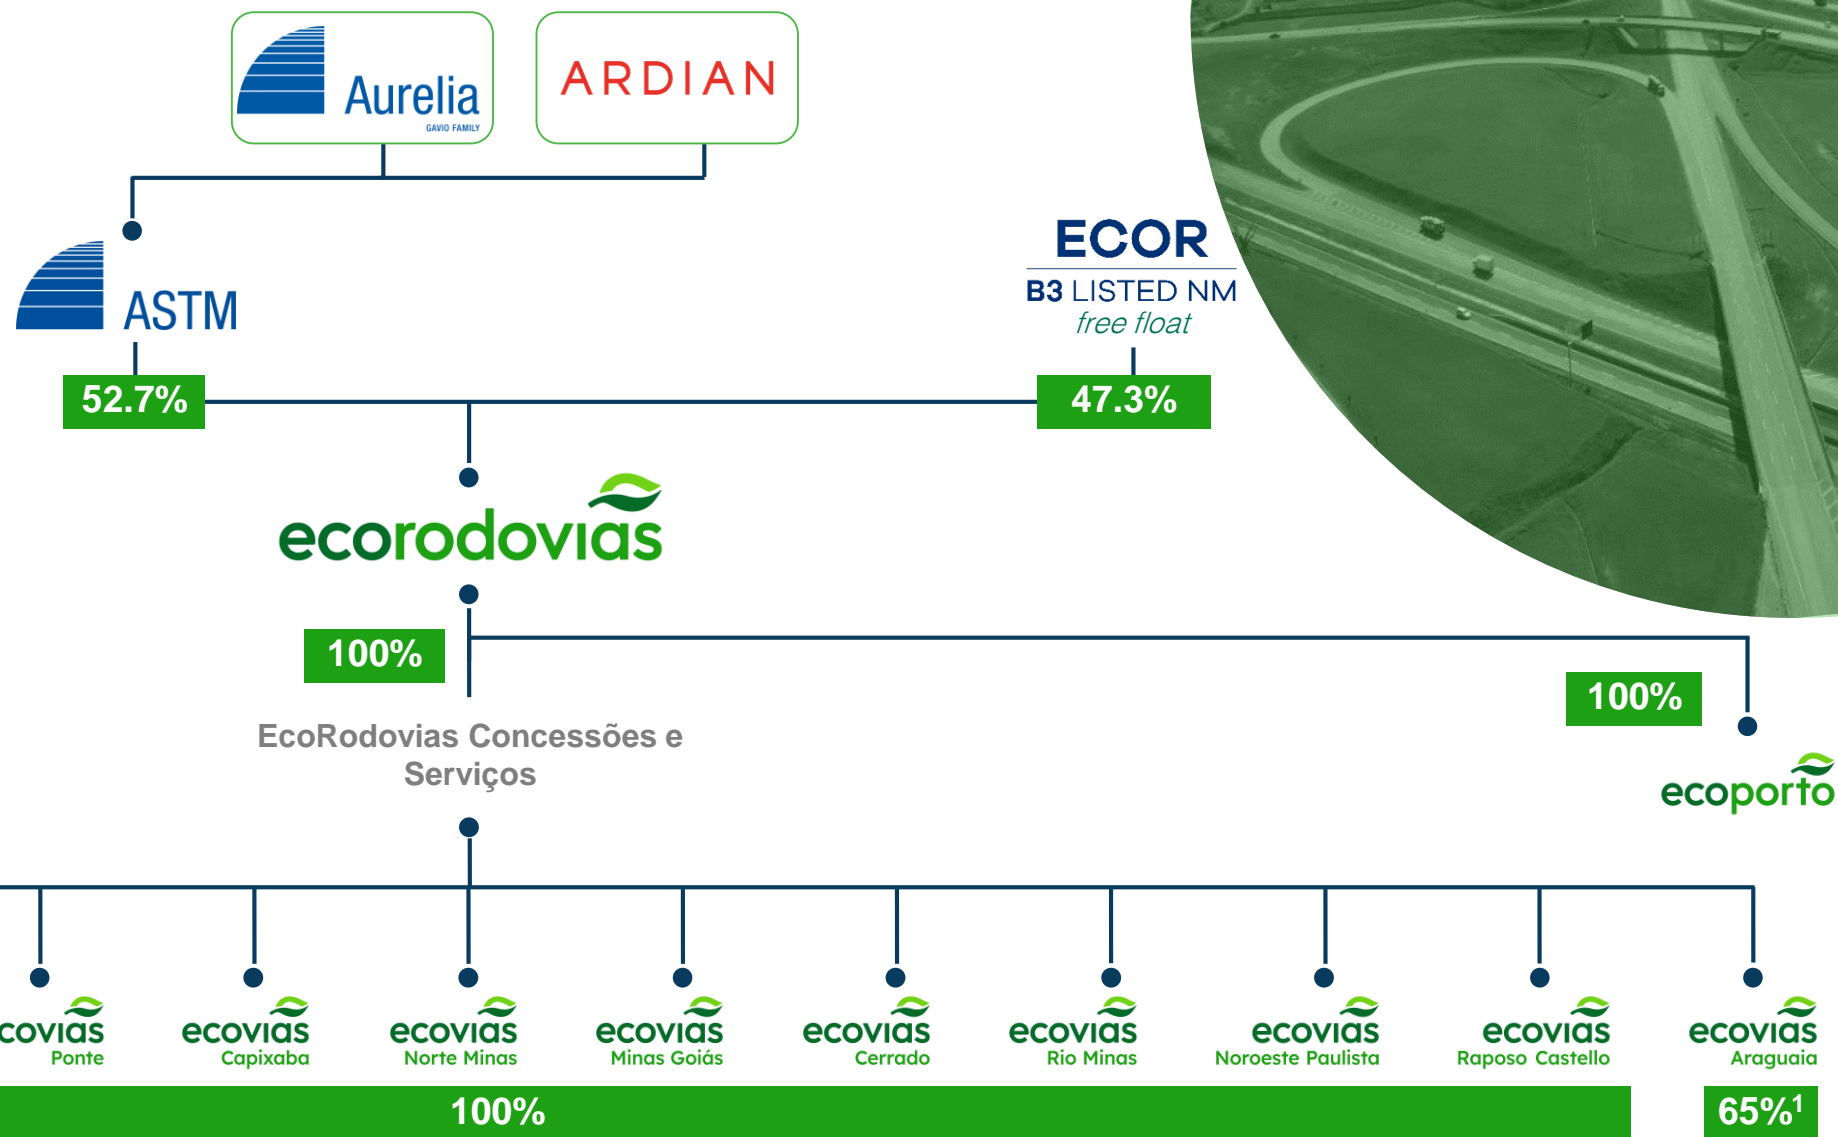 Aurelia
GAVIO FAMILY
ARDIAN
ASTM
ECOR
B3 LISTED NM
free float
52.7%
47.3%
ecorodovias
100%
100%
EcoRodovias Concessões e
Serviços
ecoporto
covias
Ponte
ecovias
Capixaba
ecovias
Norte Minas
ecovias
Minas Goiás
ecovias
Cerrado
ecovias
Rio Minas
ecovias
Noroeste Paulista
ecovias
Raposo Castello
ecovias
Araguaia
100%
65%¹